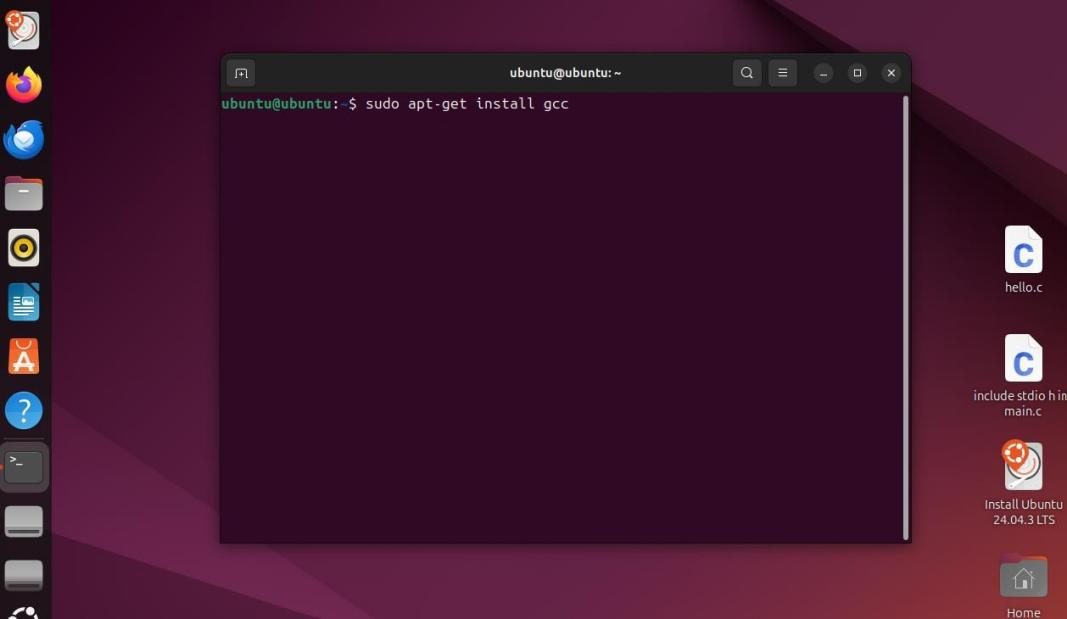 ubuntu@ubuntu: ~
ubuntu@ubuntu:~$ sudo apt-get install gcc
>_
C
hello.c
C
include stdio h in
main.c
Install Ubuntu
24.04.3 LTS
Home
?